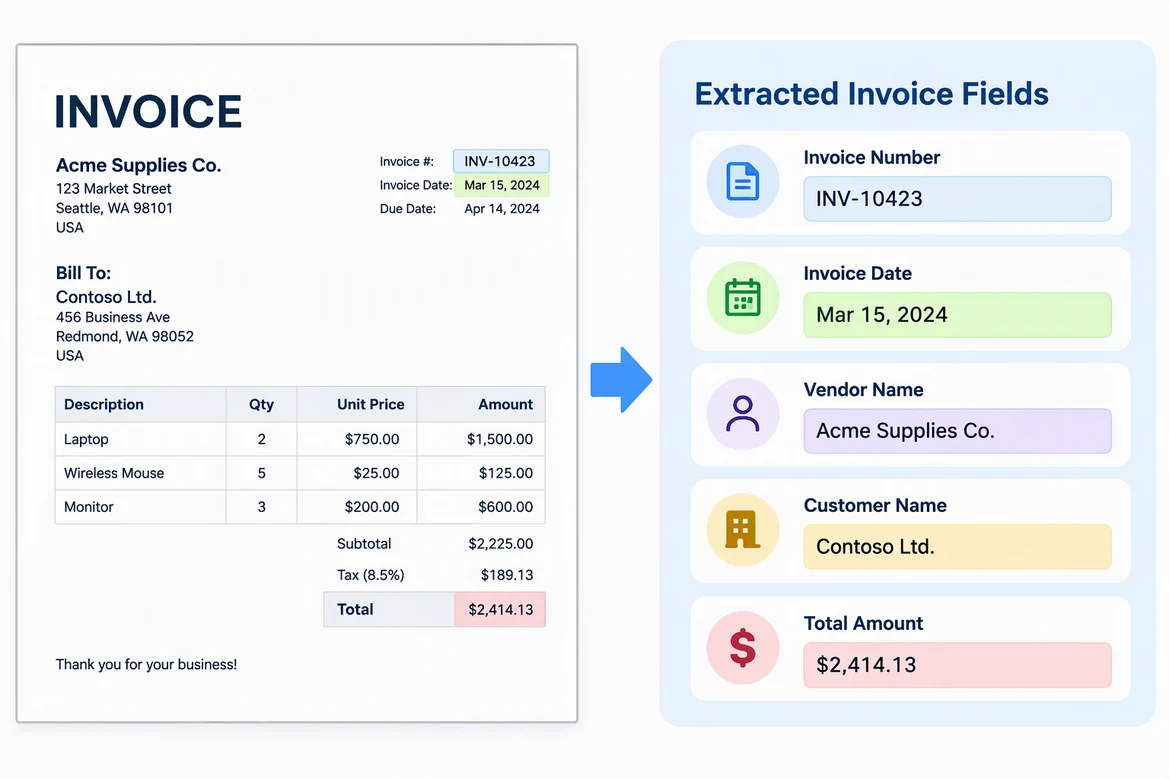 INVOICE
Acme Supplies Co.
123 Market Street
Seattle, WA 98101
USA
Invoice #: INV-10423
Invoice Date: Mar 15, 2024
Due Date: Apr 14, 2024
Bill To:
Contoso Ltd.
456 Business Ave
Redmond, WA 98052
USA
Description Qty Unit Price Amount
Laptop 2 $750.00 $1,500.00
Wireless Mouse 5 $25.00 $125.00
Monitor 3 $200.00 $600.00
Subtotal $2,225.00
Tax (8.5%) $189.13
Total $2,414.13
Thank you for your business!
Extracted Invoice Fields
Invoice Number
INV-10423
Invoice Date
Mar 15, 2024
Vendor Name
Acme Supplies Co.
Customer Name
Contoso Ltd.
$
Total Amount
$2,414.13